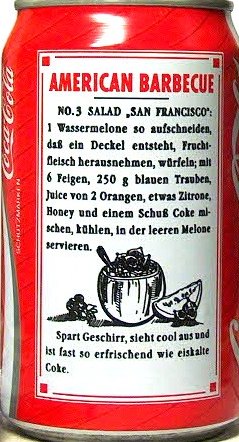 Coca-Cola
SCHUTZMARKEN
AMERICAN BARBECUE
NO. 3 SALAD „SAN FRANCISCO":
1 Wassermelone so aufschneiden,
daß ein Deckel entsteht, Frucht-
fleisch herausnehmen, würfeln; mit
6 Feigen, 250 g blauen Trauben,
Juice von 2 Orangen, etwas Zitrone,
Honey und einem Schuß Coke mi-
schen, kühlen, in der leeren Melone
servieren.
Spart Geschirr, sieht cool aus und
ist fast so erfrischend wie eiskalte
Coke.